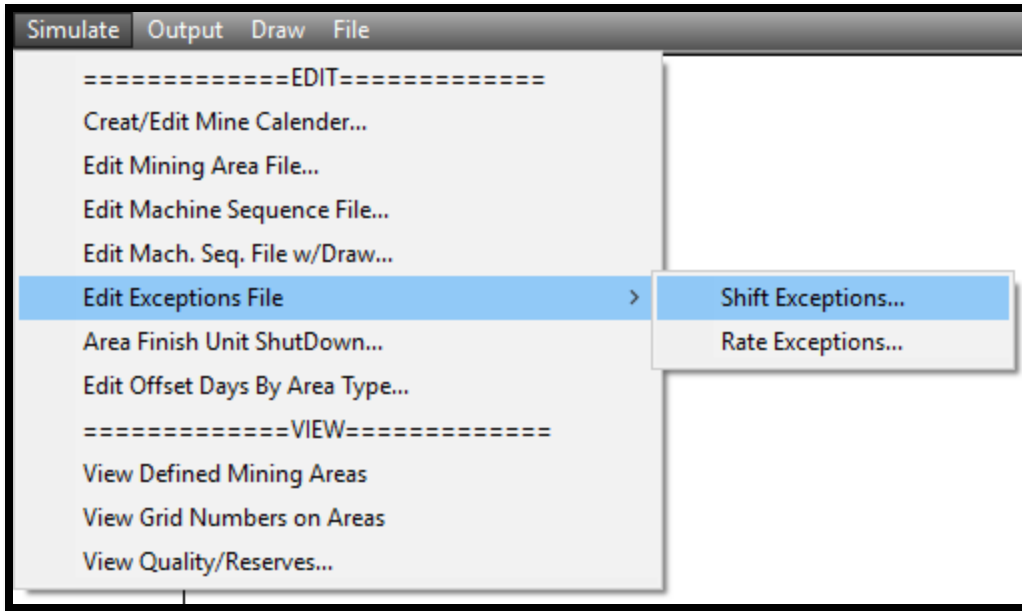 Simulate Output Draw File
=============EDIT=============
Creat/Edit Mine Calender...
Edit Mining Area File...
Edit Machine Sequence File...
Edit Mach. Seq. File w/Draw...
Edit Exceptions File > Shift Exceptions...
Area Finish Unit ShutDown... Rate Exceptions...
Edit Offset Days By Area Type...
=============VIEW=============
View Defined Mining Areas
View Grid Numbers on Areas
View Quality/Reserves...